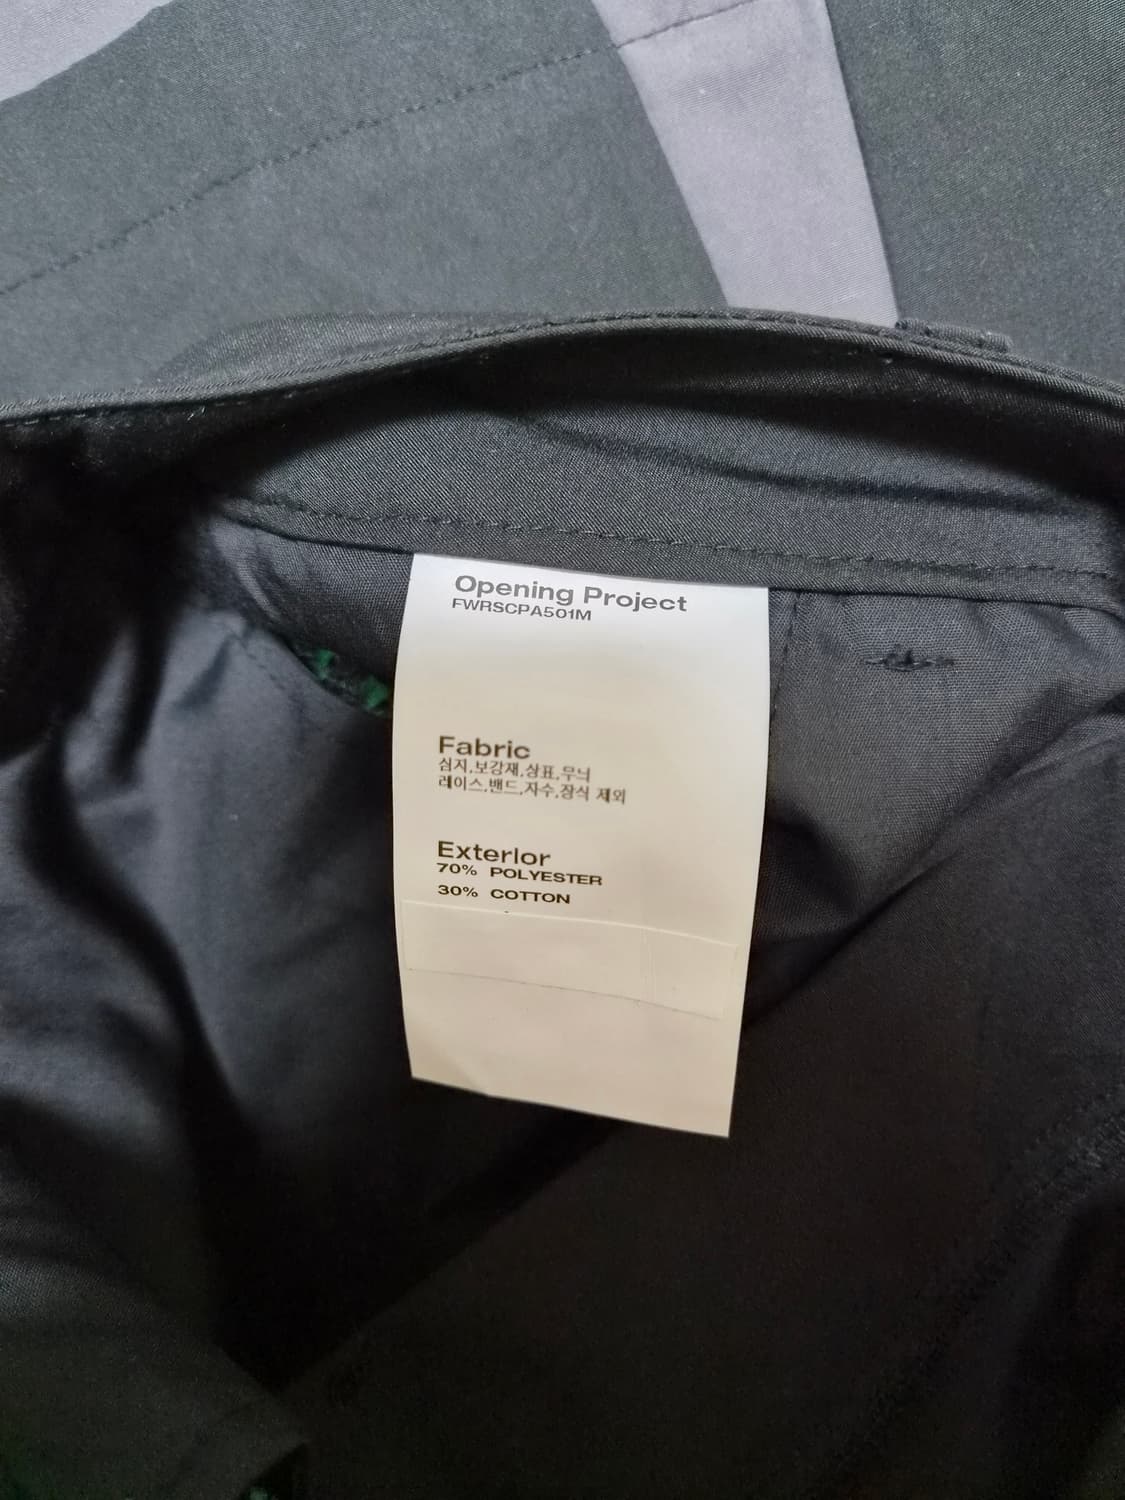 Opening Project
FWRSCPA501M
Fabric
심지,보강재,상표,무늬
레이스,밴드,자수,장식 제외
Exterior
70% POLYESTER
30% COTTON